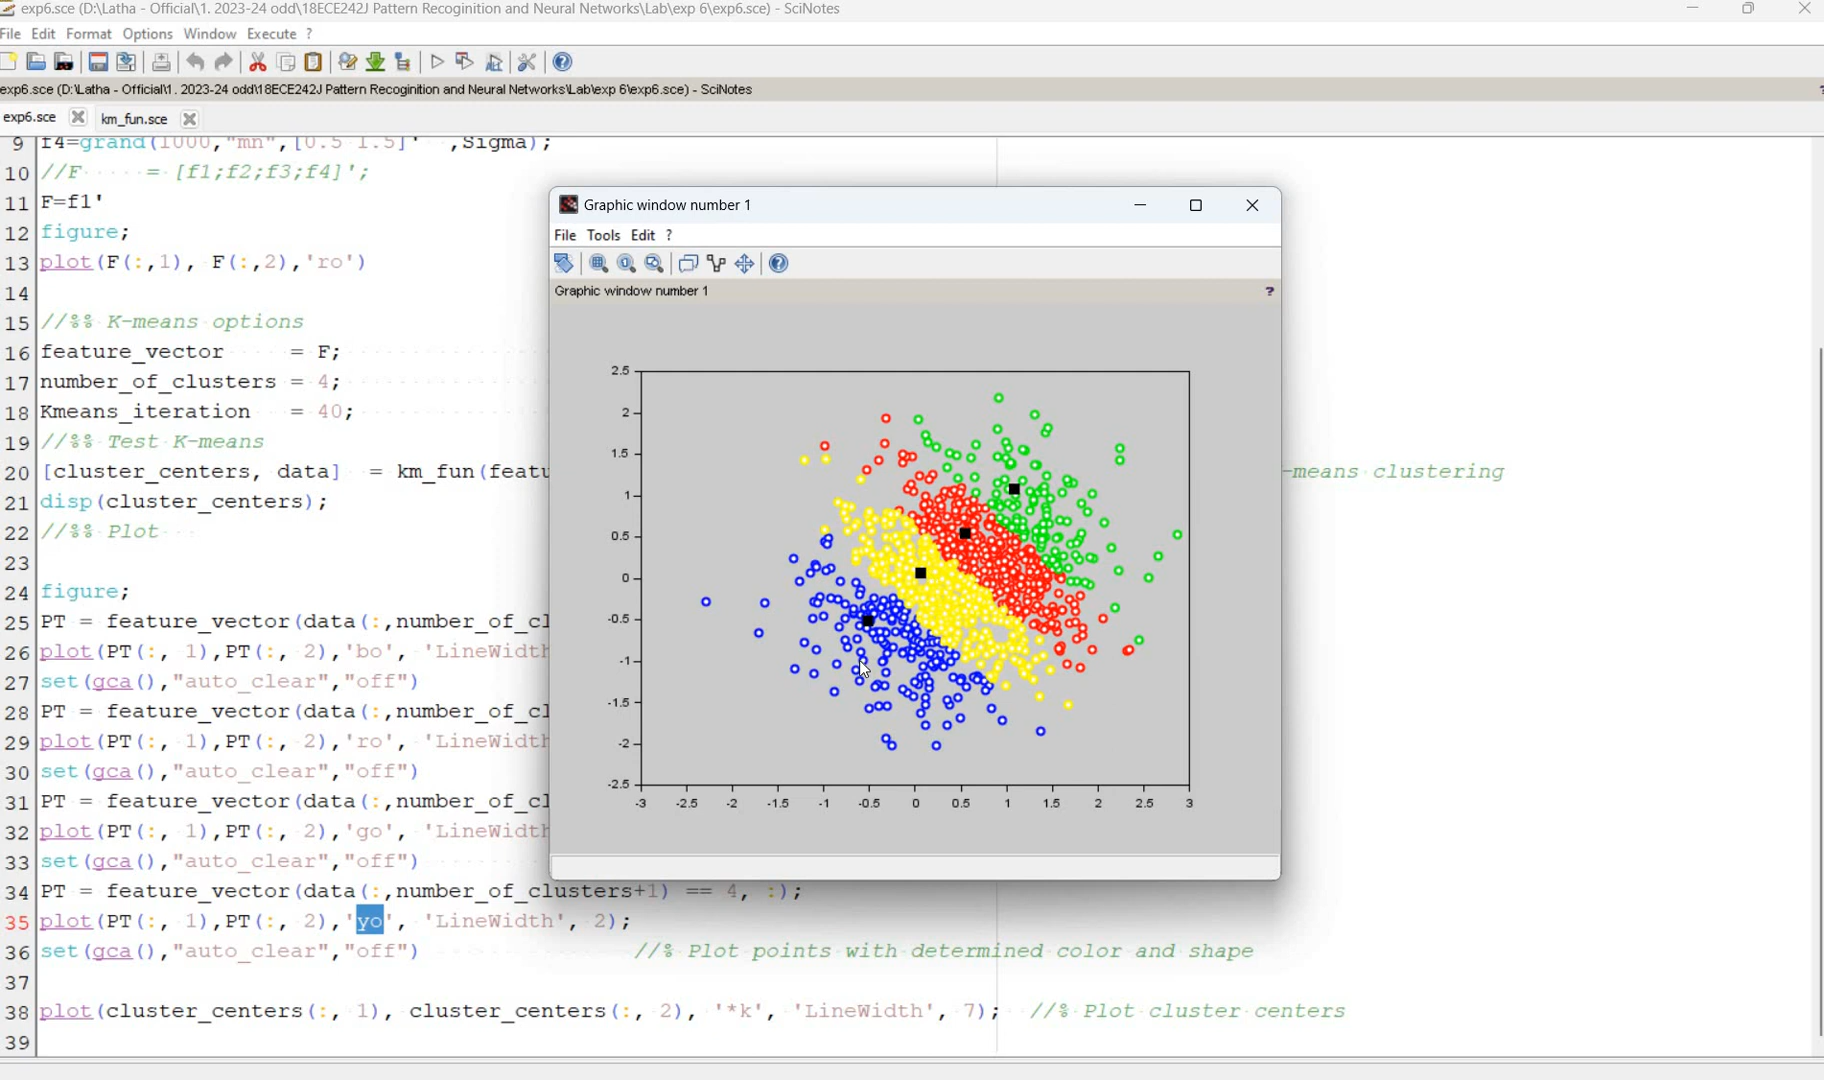 exp6.sce (D:\Latha - Official\1. 2023-24 odd\18ECE242J Pattern Recoginition and Neural Networks\Lab\exp 6\exp6.sce) - SciNotes
File Edit Format Options Window Execute ?
exp6.sce (D:\Latha - Official\1. 2023-24 odd\18ECE242J Pattern Recoginition and Neural Networks\Lab\exp 6\exp6.sce) - SciNotes ?
exp6.sce km_fun.sce
9 f4=grand(1000,"mn",[0.5 1.5]' ,Sigma);
10 //F = [f1;f2;f3;f4]';
11 F=f1'
12 figure;
13 plot(F(:,1), F(:,2),'ro')
14
15 //%% K-means options
16 feature_vector = F;
17 number_of_clusters = 4;
18 Kmeans_iteration = 40;
19 //%% Test K-means
20 [cluster_centers, data] = km_fun(featu -means clustering
21 disp(cluster_centers);
22 //%% Plot
23
24 figure;
25 PT = feature_vector(data(:,number_of_cl
26 plot(PT(:, 1),PT(:, 2),'bo', 'LineWidth
27 set(gca(),"auto_clear","off")
28 PT = feature_vector(data(:,number_of_cl
29 plot(PT(:, 1),PT(:, 2),'ro', 'LineWidth
30 set(gca(),"auto_clear","off")
31 PT = feature_vector(data(:,number_of_cl
32 plot(PT(:, 1),PT(:, 2),'go', 'LineWidth
33 set(gca(),"auto_clear","off")
34 PT = feature_vector(data(:,number_of_clusters+1) == 4, :);
35 plot(PT(:, 1),PT(:, 2),'yo', 'LineWidth', 2);
36 set(gca(),"auto_clear","off") //% Plot points with determined color and shape
37
38 plot(cluster_centers(:, 1), cluster_centers(:, 2), '*k', 'LineWidth', 7); //% Plot cluster centers
39
Graphic window number 1
File Tools Edit ?
Graphic window number 1 ?
2.5
2
1.5
1
0.5
0
-0.5
-1
-1.5
-2
-2.5
-3 -2.5 -2 -1.5 -1 -0.5 0 0.5 1 1.5 2 2.5 3